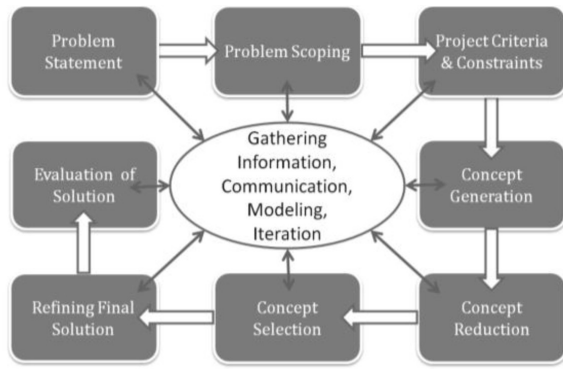 Problem
Statement
Problem Scoping
Project Criteria
& Constraints
Gathering
Information,
Communication,
Modeling,
Iteration
Evaluation of
Solution
Concept
Generation
Refining Final
Solution
Concept
Selection
Concept
Reduction